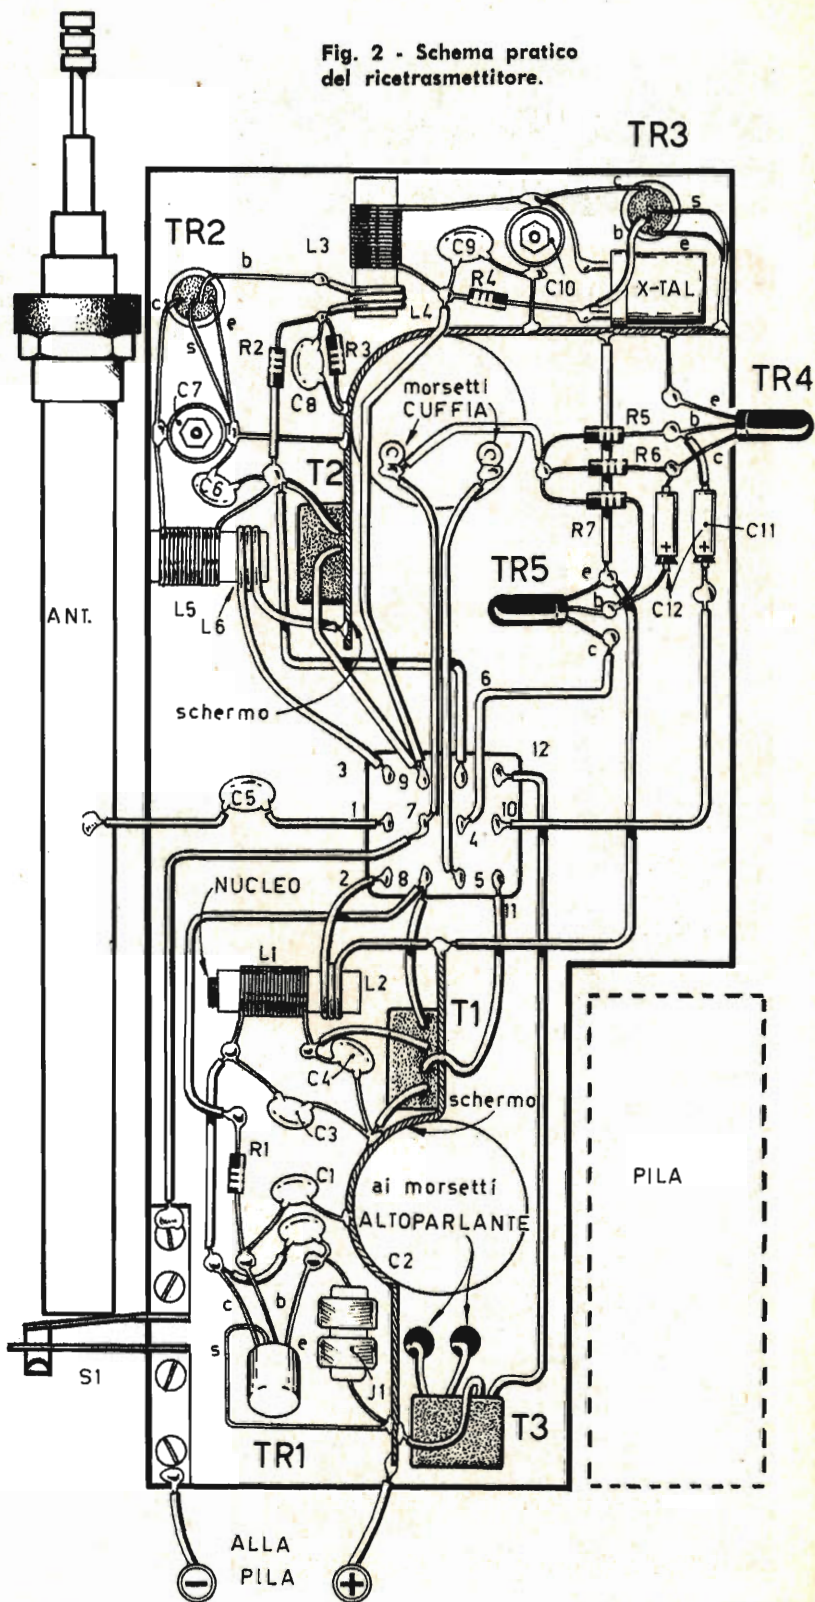 Fig. 2 - Schema pratico
del ricetrasmettitore.
TR3
TR2
c
s
b
e
L3
C9
b
C10
R4
X-TAL
c
e
s
L4
R2
R3
C7
C8
morsetti
CUFFIA
C
C
TR4
e
b
c
R5
R6
R7
C6
T2
C11
TR5
e
b
c
C12
L5
L6
ANT.
schermo
6
3
9
12
C5
1
7
4
10
2
8
5
11
NUCLEO
L1
L2
T1
C4
schermo
C3
R1
C1
ai morsetti
ALTOPARLANTE
PILA
C2
c
b
s
e
J1
S1
TR1
T3
ALLA
PILA
-
+
+
+